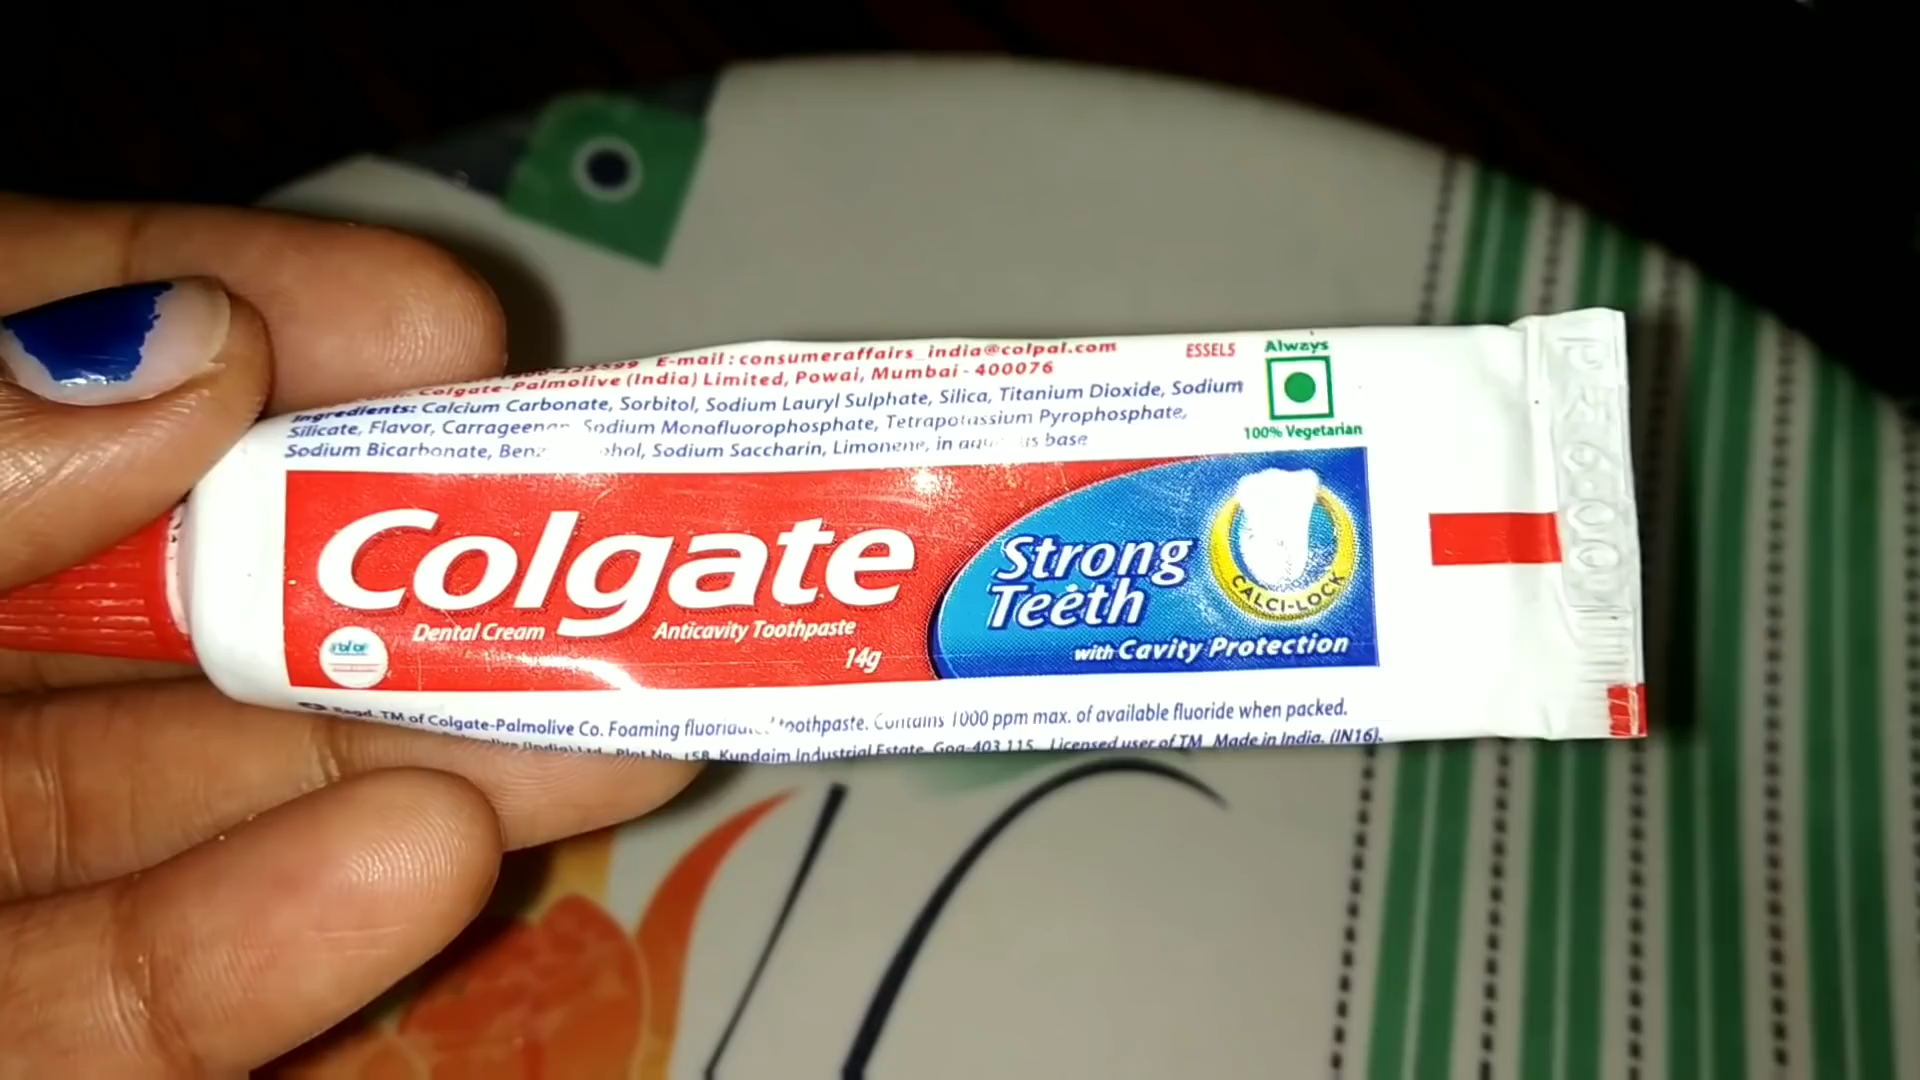 E-mail : consumeraffairs_india@colpal.com
Colgate-Palmolive (India) Limited, Powai, Mumbai - 400076
ESSEL5
Always
100% Vegetarian
Ingredients: Calcium Carbonate, Sorbitol, Sodium Lauryl Sulphate, Silica, Titanium Dioxide, Sodium
Silicate, Flavor, Carrageenan, Sodium Monofluorophosphate, Tetrapotassium Pyrophosphate,
Sodium Bicarbonate, Sodium Saccharin, Limonene, in base
Colgate
Dental Cream Anticavity Toothpaste
14g
Strong
Teeth
CALCI-LOCK
with Cavity Protection
Regd. TM of Colgate-Palmolive Co. Foaming toothpaste. Contains 1000 ppm max. of available fluoride when packed.
(India) Ltd., Plot No. 158, Kundaim Industrial Estate, Goa-403 115. Licensed user of TM. Made in India. (IN16).